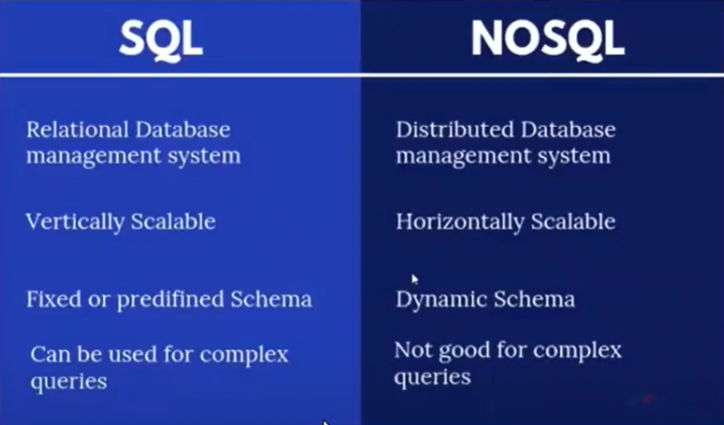 SQL
NOSQL
Relational Database
management system
Distributed Database
management system
Vertically Scalable
Horizontally Scalable
Fixed or predifined Schema
Dynamic Schema
Can be used for complex
queries
Not good for complex
queries